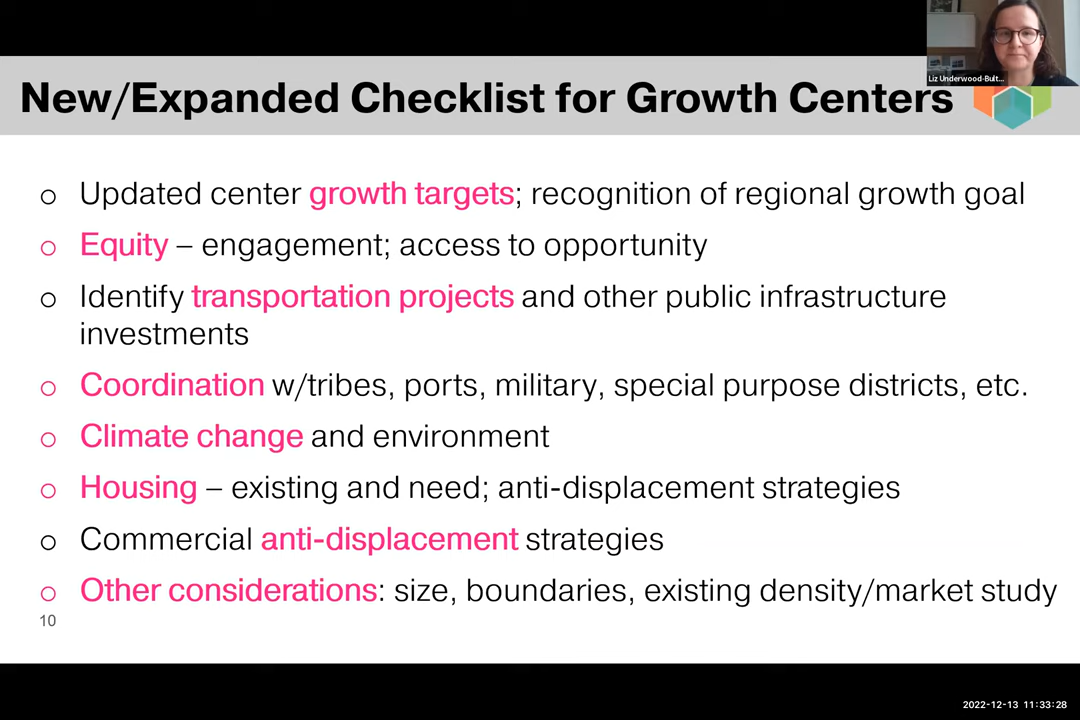 Liz Underwood-Bult...
New/Expanded Checklist for Growth Centers
Updated center growth targets; recognition of regional growth goal
Equity – engagement; access to opportunity
Identify transportation projects and other public infrastructure
investments
Coordination w/tribes, ports, military, special purpose districts, etc.
Climate change and environment
Housing – existing and need; anti-displacement strategies
Commercial anti-displacement strategies
Other considerations: size, boundaries, existing density/market study
10
2022-12-13 11:33:28